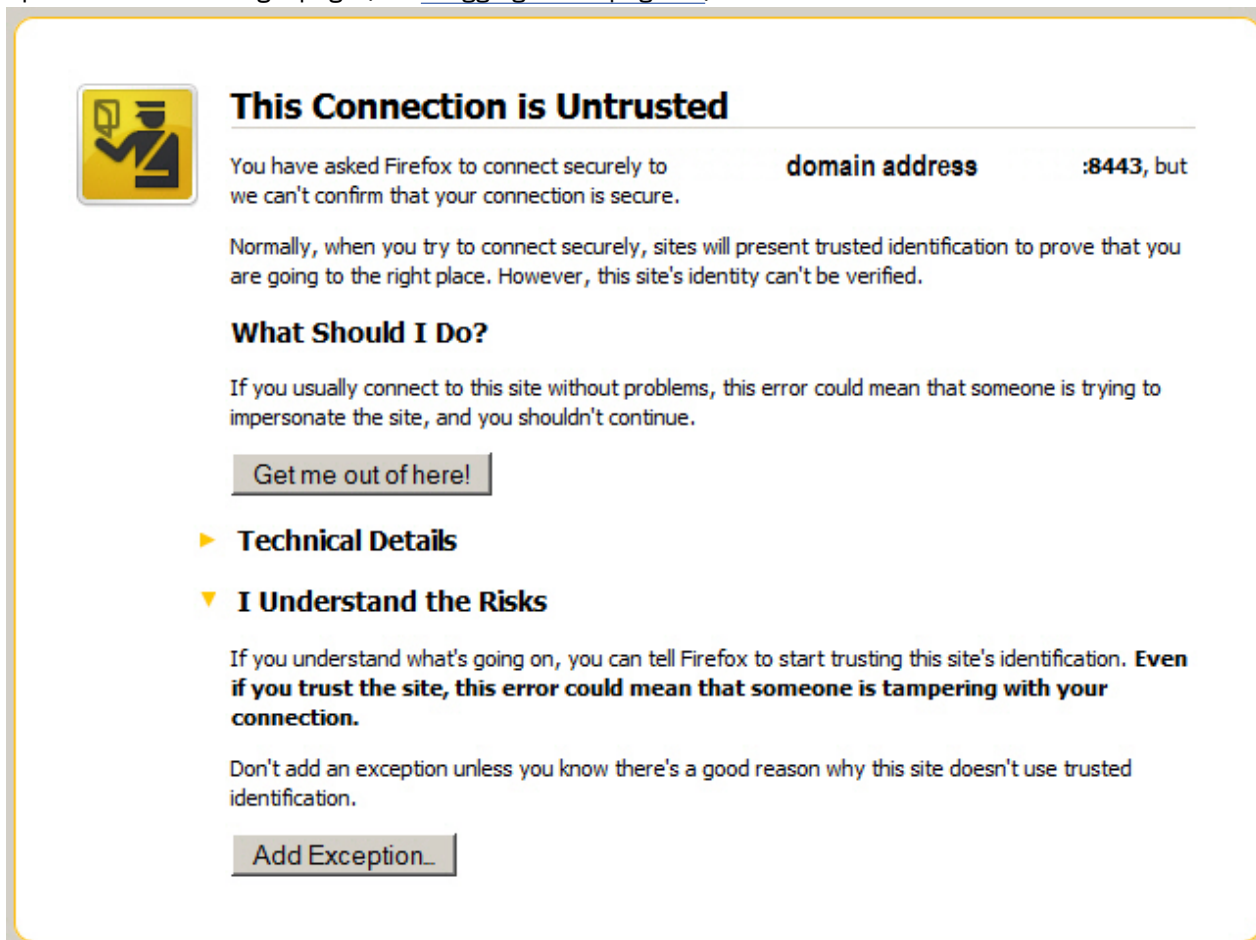 This Connection is Untrusted
You have asked Firefox to connect securely to domain address :8443, but
we can't confirm that your connection is secure.
Normally, when you try to connect securely, sites will present trusted identification to prove that you
are going to the right place. However, this site's identity can't be verified.
What Should I Do?
If you usually connect to this site without problems, this error could mean that someone is trying to
impersonate the site, and you shouldn't continue.
Get me out of here!
Technical Details
I Understand the Risks
If you understand what's going on, you can tell Firefox to start trusting this site's identification. Even
if you trust the site, this error could mean that someone is tampering with your
connection.
Don't add an exception unless you know there's a good reason why this site doesn't use trusted
identification.
Add Exception...